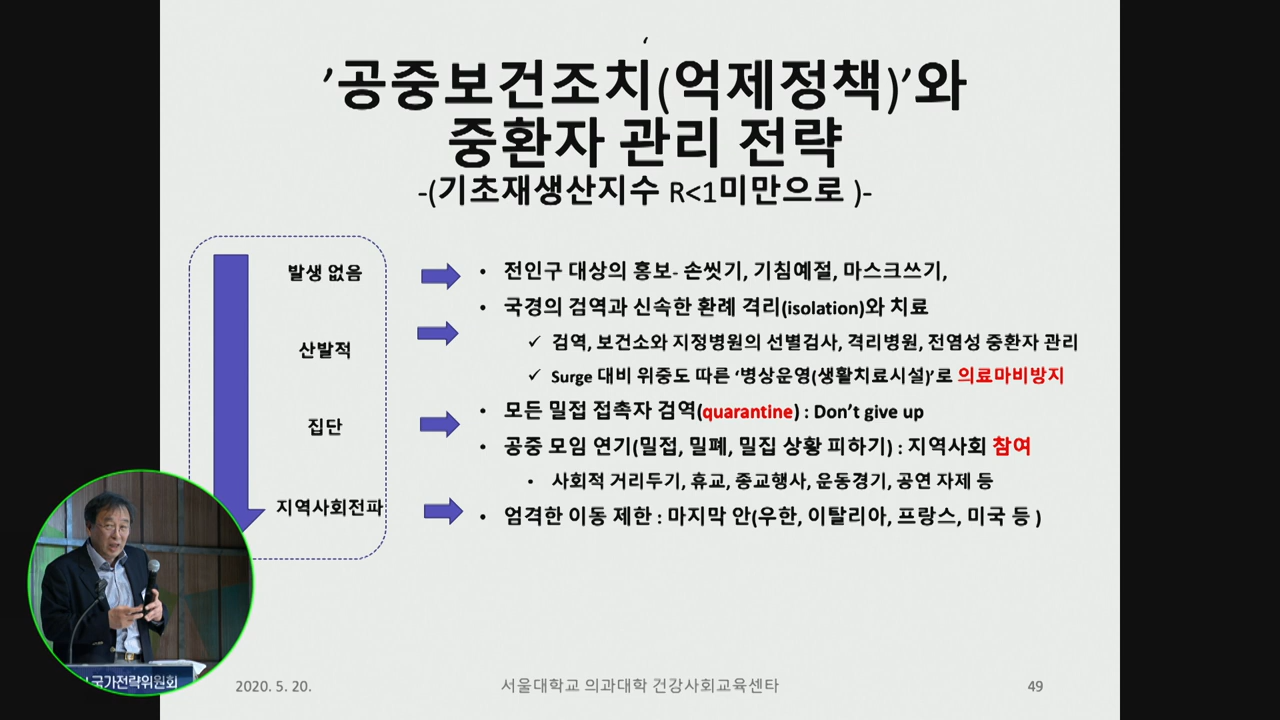 ‘
’공중보건조치(억제정책)’와
중환자 관리 전략
-(기초재생산지수 R<1미만으로 )-
발생 없음
산발적
집단
지역사회전파
• 전인구 대상의 홍보- 손씻기, 기침예절, 마스크쓰기,
• 국경의 검역과 신속한 환례 격리(isolation)와 치료
✓ 검역, 보건소와 지정병원의 선별검사, 격리병원, 전염성 중환자 관리
✓ Surge 대비 위중도 따른 ‘병상운영(생활치료시설)’로 의료마비방지
• 모든 밀접 접촉자 검역(quarantine) : Don’t give up
• 공중 모임 연기(밀접, 밀폐, 밀집 상황 피하기) : 지역사회 참여
• 사회적 거리두기, 휴교, 종교행사, 운동경기, 공연 자제 등
• 엄격한 이동 제한 : 마지막 안(우한, 이탈리아, 프랑스, 미국 등 )
국가전략위원회
2020. 5. 20.
서울대학교 의과대학 건강사회교육센타
49